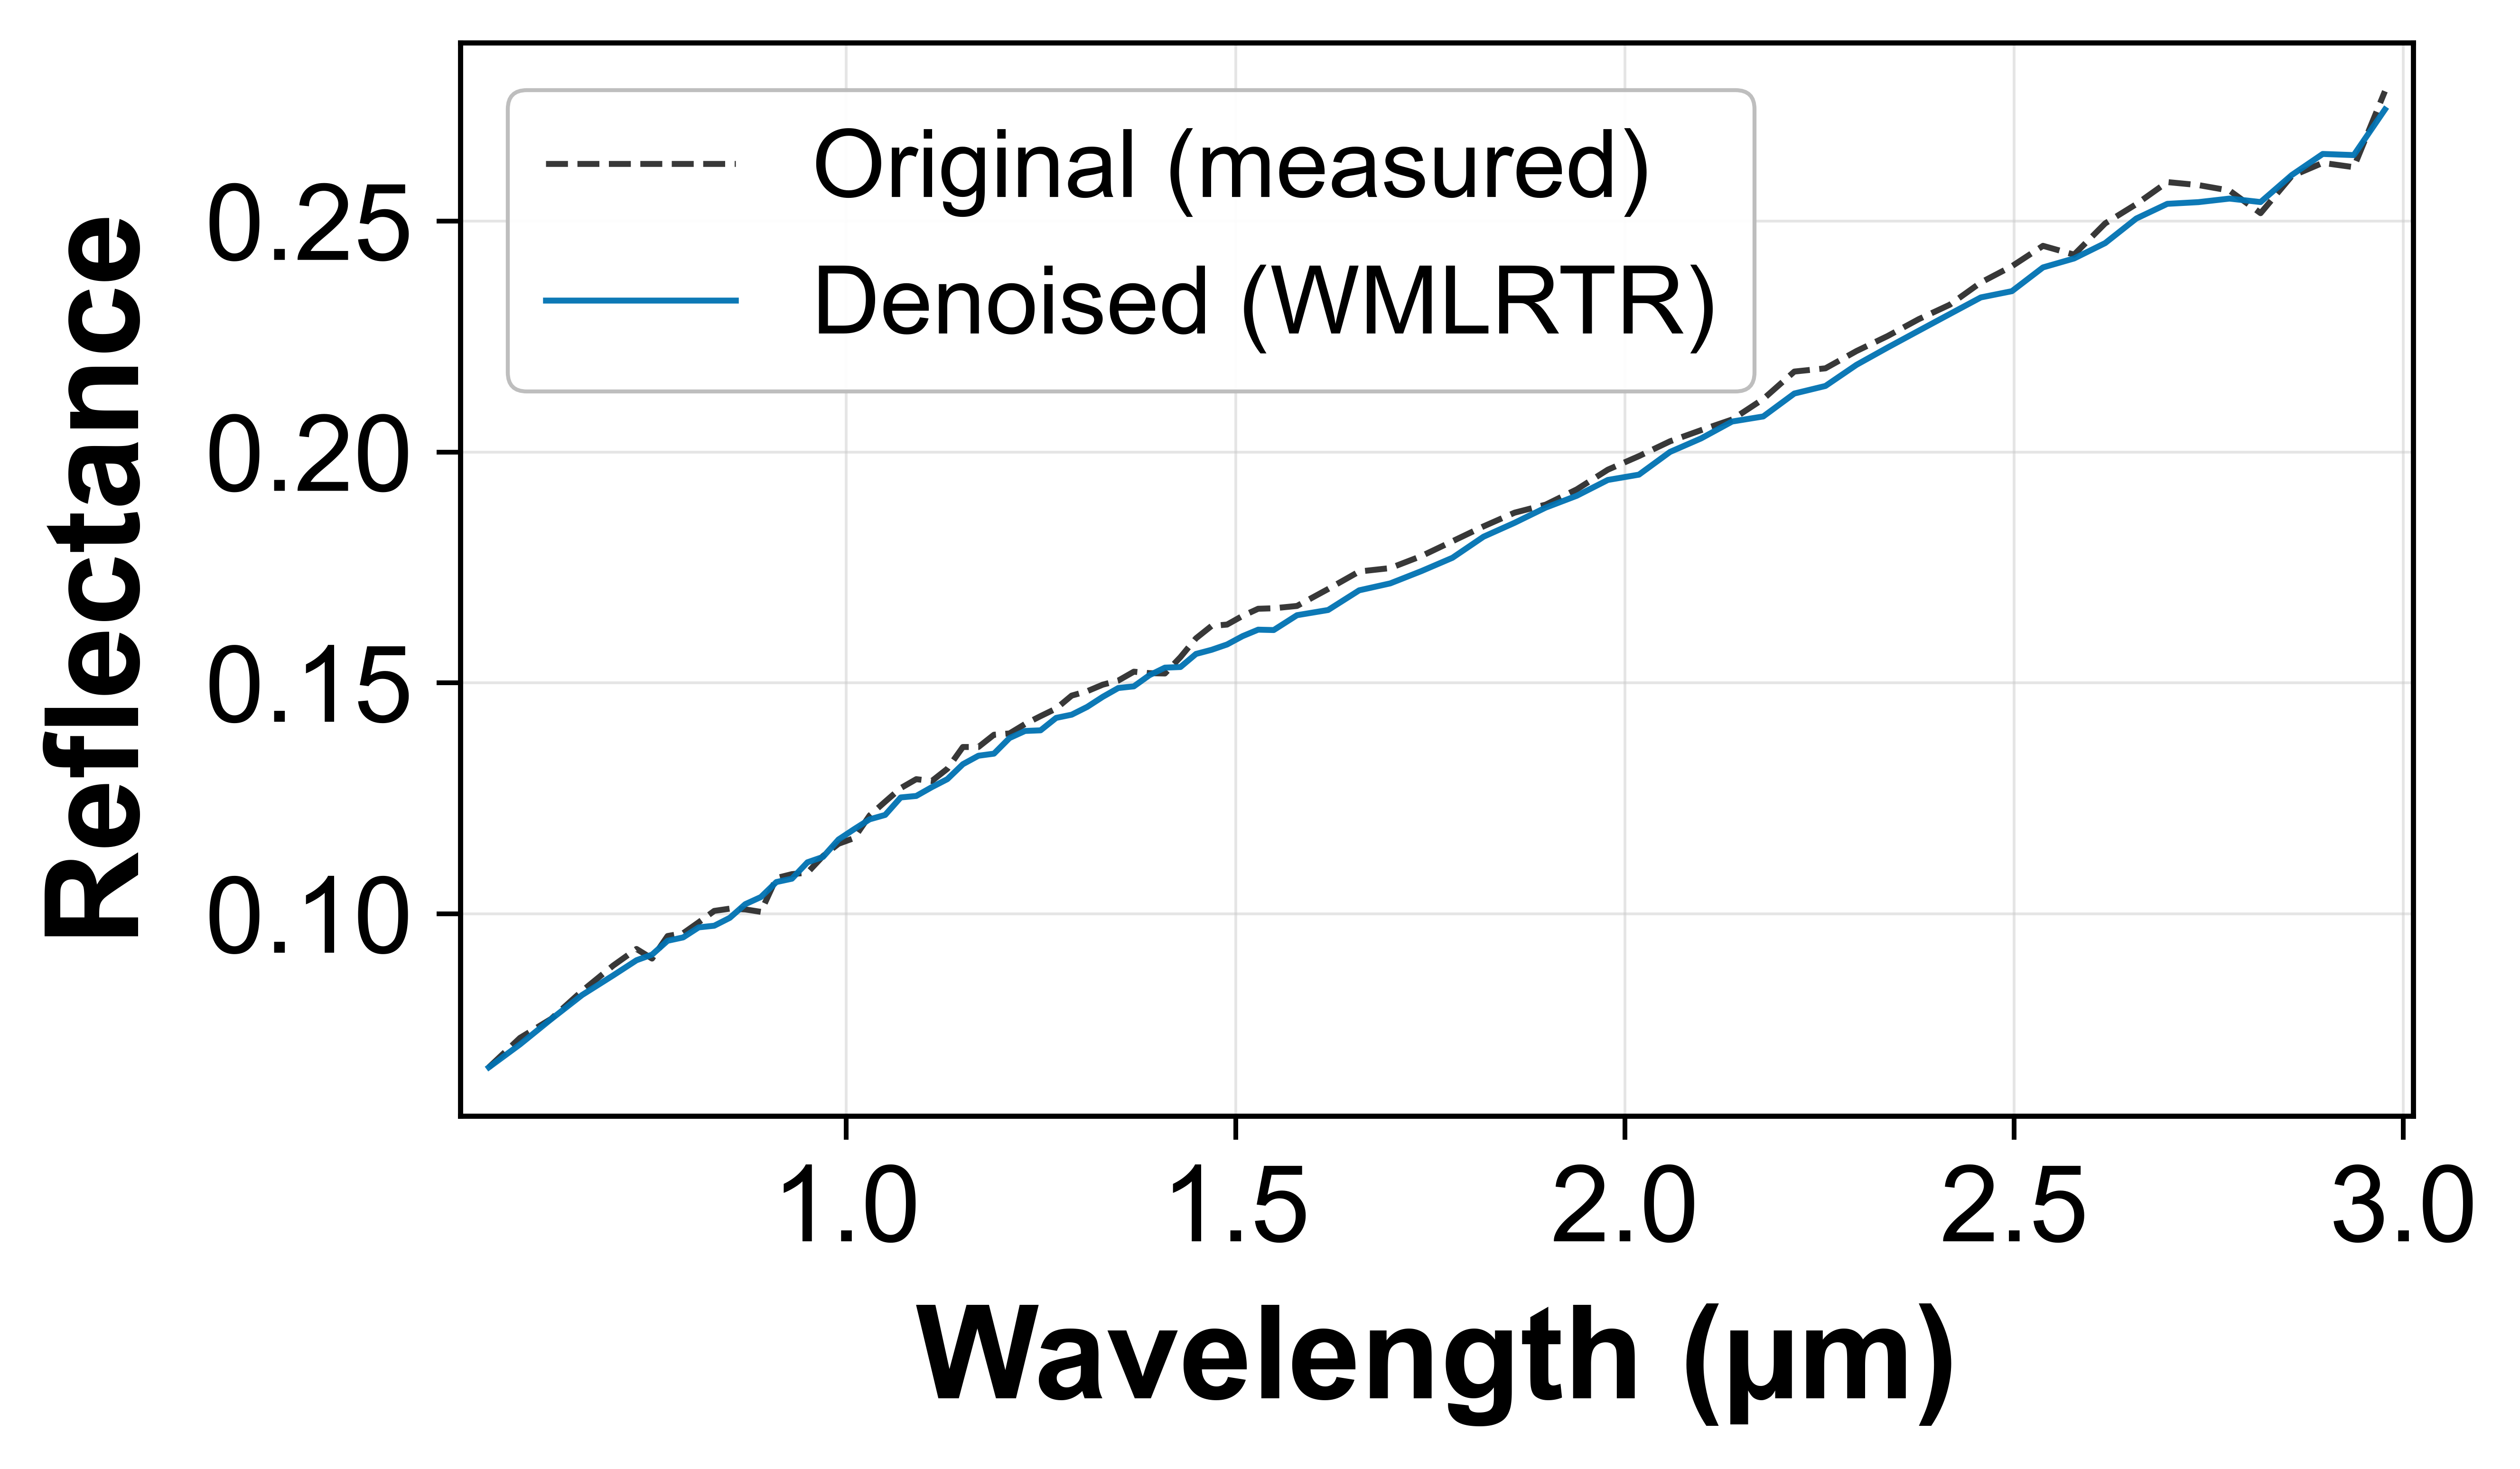 Original (measured)
Denoised (WMLRTR)
Reflectance
0.25
0.20
0.15
0.10
1.0 1.5 2.0 2.5 3.0
Wavelength (μm)